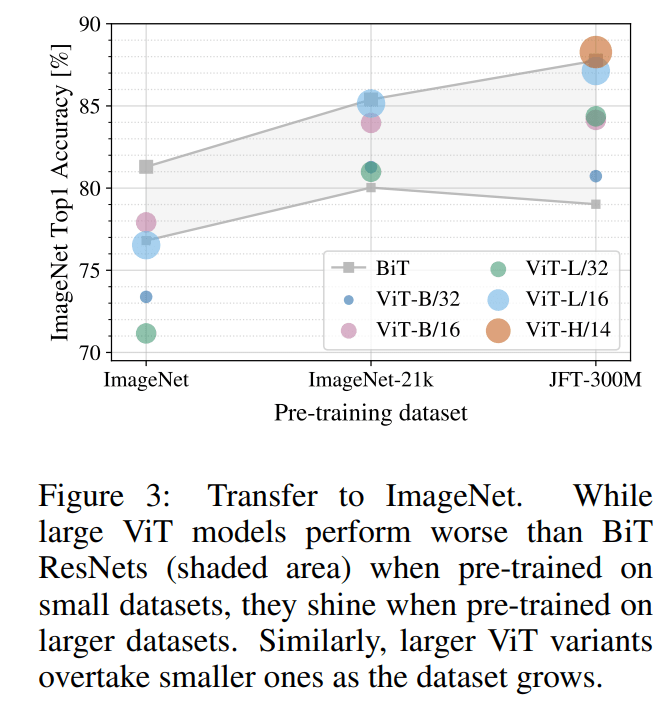 90
85
80
75
70
ImageNet Top1 Accuracy [%]
BiT
ViT-B/32
ViT-B/16
ViT-L/32
ViT-L/16
ViT-H/14
ImageNet
ImageNet-21k
JFT-300M
Pre-training dataset
Figure 3: Transfer to ImageNet. While
large ViT models perform worse than BiT
ResNets (shaded area) when pre-trained on
small datasets, they shine when pre-trained on
larger datasets. Similarly, larger ViT variants
overtake smaller ones as the dataset grows.